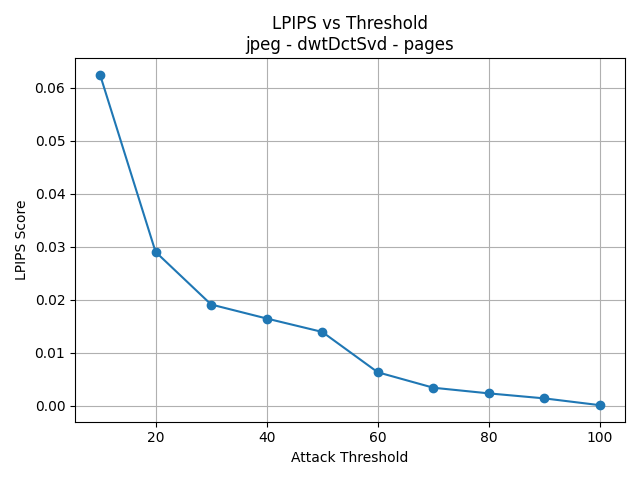 LPIPS vs Threshold
jpeg - dwtDctSvd - pages
LPIPS Score
0.06
0.05
0.04
0.03
0.02
0.01
0.00
20 40 60 80 100
Attack Threshold